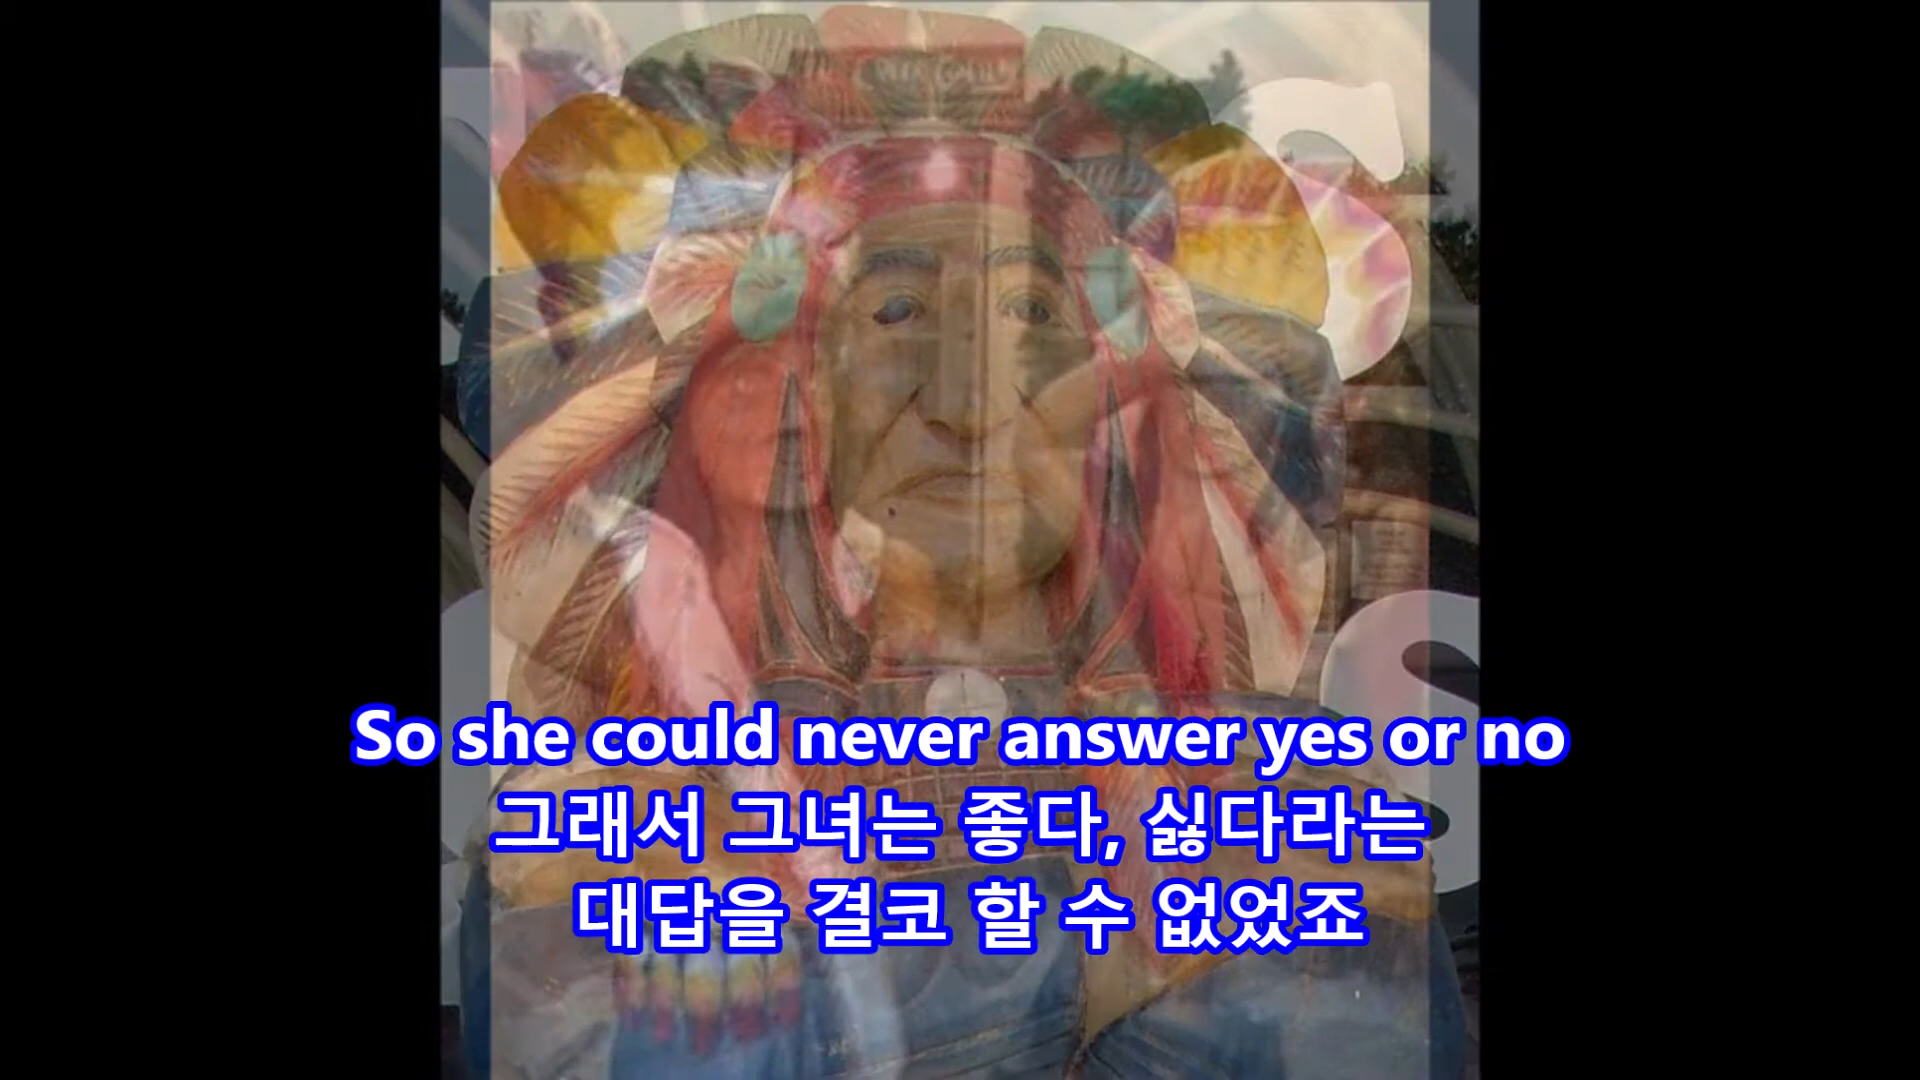 So she could never answer yes or no
그래서 그녀는 좋다, 싫다라는
대답을 결코 할 수 없었죠